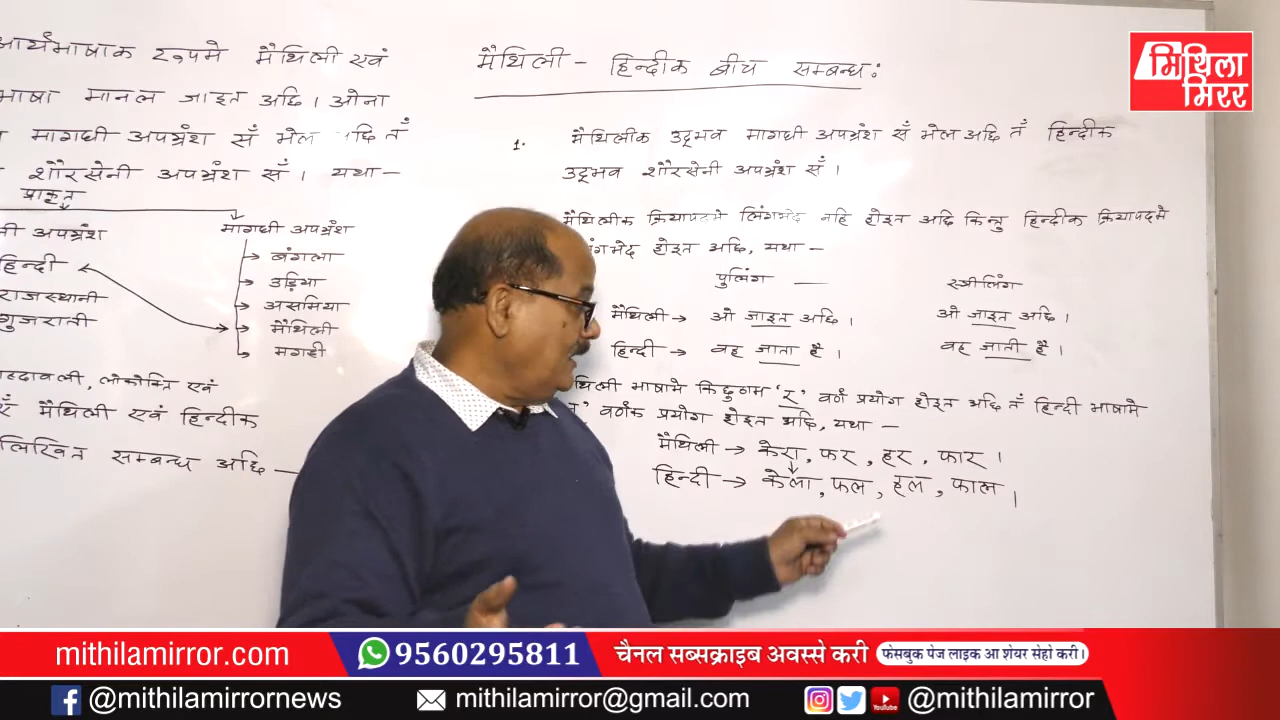 आर्यभाषाक रूपमे मैथिली एवं
भाषा मानल जाइत अछि । ओना
मागधी अपभ्रंश सँ भेल अछि तँ
शौरसेनी अपभ्रंश सँ । यथा –
प्राकृत
अपभ्रंश
हिन्दी
राजस्थानी
गुजराती
मागधी अपभ्रंश
बंगला
उड़िया
असमिया
मैथिली
मगही
लोकोक्ति एवं
मैथिली एवं हिन्दीक
सम्बन्ध अछि –
मैथिली – हिन्दीक बीच सम्बन्ध :
1. मैथिलीक उद्भव मागधी अपभ्रंश सँ भेल अछि तँ हिन्दीक
उद्भव शौरसेनी अपभ्रंश सँ ।
मैथिलीक क्रियापदमे लिंगभेद नहि होइत अछि किन्तु हिन्दीक क्रियापदमे
होइत अछि, यथा –
पुल्लिंग — स्त्रीलिंग
मैथिली → ओ जाइत अछि । ओ जाइत अछि ।
हिन्दी → वह जाता है । वह जाती है ।
भाषामे 'र' वर्ण प्रयोग होइत अछि तँ हिन्दी भाषामे
वर्णक प्रयोग होइत अछि, यथा –
मैथिली → केरा, फर, हर, फार ।
हिन्दी → केला, फल, हल, फाल ।
मिथिला
मिरर
mithilamirror.com
9560295811
चैनल सब्सक्राइब अवस्से करी
फेसबुक पेज लाइक आ शेयर सेहो करी।
@mithilamirrornews
mithilamirror@gmail.com
YouTube
@mithilamirror